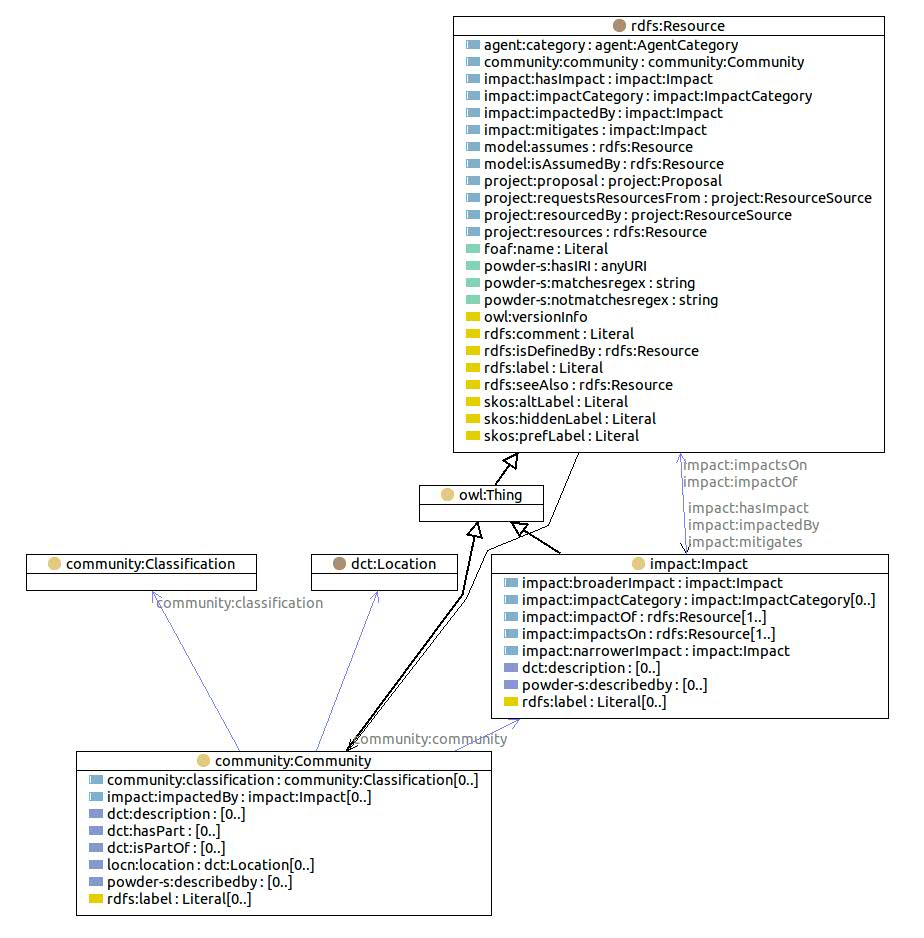 rdfs:Resource
agent:category : agent:AgentCategory
community:community : community:Community
impact:hasImpact : impact:Impact
impact:impactCategory : impact:ImpactCategory
impact:impactedBy : impact:Impact
impact:mitigates : impact:Impact
model:assumes : rdfs:Resource
model:isAssumedBy : rdfs:Resource
project:proposal : project:Proposal
project:requestsResourcesFrom : project:ResourceSource
project:resourcedBy : project:ResourceSource
project:resources : rdfs:Resource
foaf:name : Literal
powder-s:hasIRI : anyURI
powder-s:matchesregex : string
powder-s:notmatchesregex : string
owl:versionInfo
rdfs:comment : Literal
rdfs:isDefinedBy : rdfs:Resource
rdfs:label : Literal
rdfs:seeAlso : rdfs:Resource
skos:altLabel : Literal
skos:hiddenLabel : Literal
skos:prefLabel : Literal
impact:impactsOn
impact:impactOf
impact:hasImpact
impact:impactedBy
impact:mitigates
owl:Thing
community:Classification
dct:Location
impact:Impact
impact:broaderImpact : impact:Impact
impact:impactCategory : impact:ImpactCategory[0..]
impact:impactOf : rdfs:Resource[1..]
impact:impactsOn : rdfs:Resource[1..]
impact:narrowerImpact : impact:Impact
dct:description : [0..]
powder-s:describedby : [0..]
rdfs:label : Literal[0..]
community:classification
community:community
community:Community
community:classification : community:Classification[0..]
impact:impactedBy : impact:Impact[0..]
dct:description : [0..]
dct:hasPart : [0..]
dct:isPartOf : [0..]
locn:location : dct:Location[0..]
powder-s:describedby : [0..]
rdfs:label : Literal[0..]